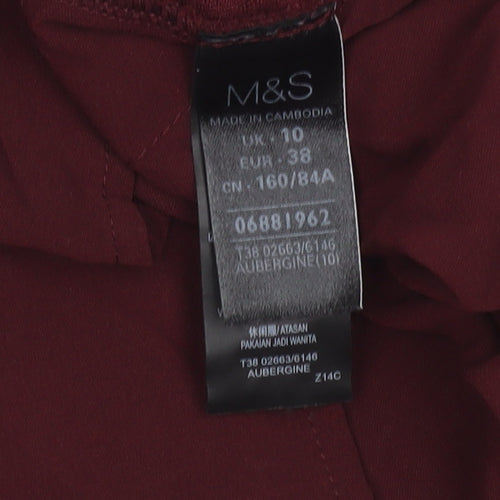 M&S
MADE IN CAMBODIA
UK · 10
EUR · 38
CN · 160/84A
06881962
T38 02663/6146
AUBERGINE(10)
休闲服/ATASAN
PAKAIAN JADI WANITA
T38 02663/6146
AUBERGINE
Z14C